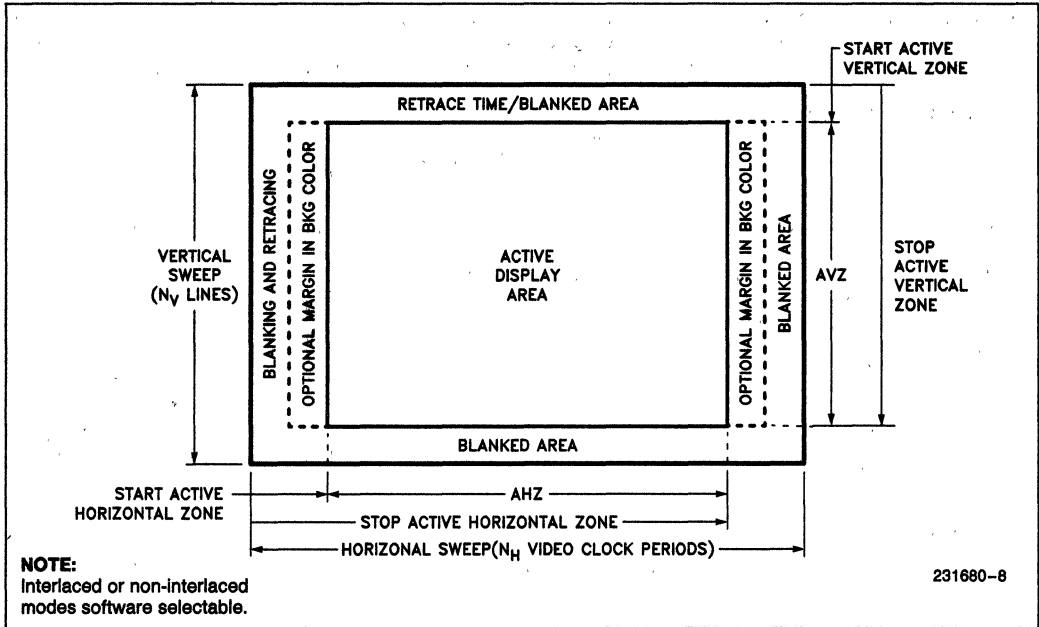 START ACTIVE
VERTICAL ZONE
RETRACE TIME/BLANKED AREA
VERTICAL
SWEEP
(NV LINES)
BLANKING AND RETRACING
OPTIONAL MARGIN IN BKG COLOR
ACTIVE
DISPLAY
AREA
OPTIONAL MARGIN IN BKG COLOR
BLANKED AREA
AVZ
STOP
ACTIVE
VERTICAL
ZONE
BLANKED AREA
START ACTIVE
HORIZONTAL ZONE
AHZ
STOP ACTIVE HORIZONTAL ZONE
HORIZONAL SWEEP(NH VIDEO CLOCK PERIODS)
NOTE:
Interlaced or non-interlaced
modes software selectable.
231680-8